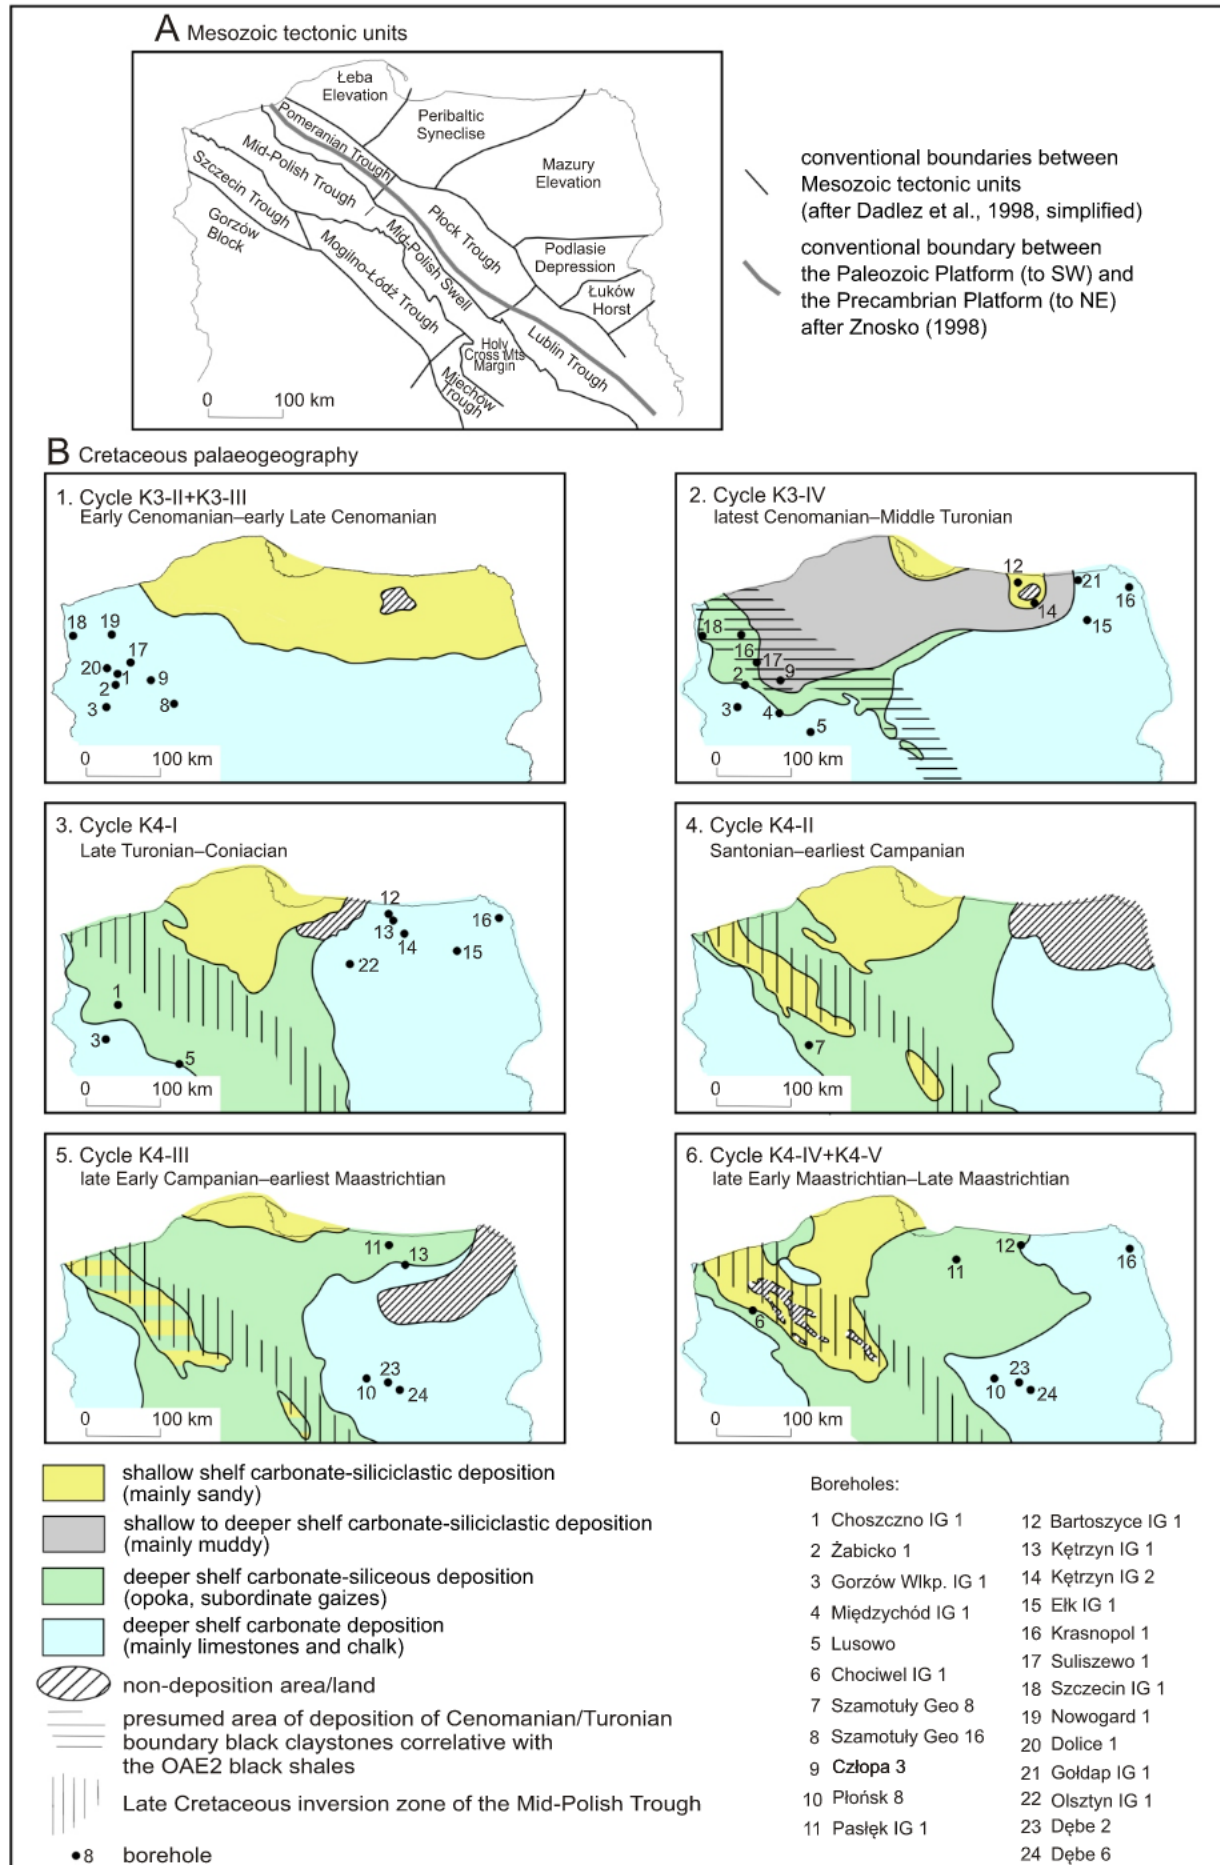 A Mesozoic tectonic units
Łeba
Elevation
Pomeranian Trough
Peribaltic
Syneclise
Mid-Polish Trough
Mazury
Elevation
Szczecin Trough
Gorzów
Block
Płock Trough
Mid-Polish Swell
Mogilno-Łódź Trough
Podlasie
Depression
Łuków
Horst
Lublin Trough
Holy
Cross Mts
Margin
Miechów
Trough
0 100 km
conventional boundaries between
Mesozoic tectonic units
(after Dadlez et al., 1998, simplified)
conventional boundary between
the Paleozoic Platform (to SW) and
the Precambrian Platform (to NE)
after Znosko (1998)
B Cretaceous palaeogeography
1. Cycle K3-II+K3-III
Early Cenomanian–early Late Cenomanian
18 19
17
20 1
2 9
3 8
0 100 km
2. Cycle K3-IV
latest Cenomanian–Middle Turonian
12
21
16
14
15
18
16
17
2 9
3 4
5
0 100 km
3. Cycle K4-I
Late Turonian–Coniacian
12
13
14
16
15
22
1
3
5
0 100 km
4. Cycle K4-II
Santonian–earliest Campanian
7
0 100 km
5. Cycle K4-III
late Early Campanian–earliest Maastrichtian
11
13
23
10
24
0 100 km
6. Cycle K4-IV+K4-V
late Early Maastrichtian–Late Maastrichtian
12
16
11
6
23
10
24
0 100 km
shallow shelf carbonate-siliciclastic deposition
(mainly sandy)
shallow to deeper shelf carbonate-siliciclastic deposition
(mainly muddy)
deeper shelf carbonate-siliceous deposition
(opoka, subordinate gaizes)
deeper shelf carbonate deposition
(mainly limestones and chalk)
non-deposition area/land
presumed area of deposition of Cenomanian/Turonian
boundary black claystones correlative with
the OAE2 black shales
Late Cretaceous inversion zone of the Mid-Polish Trough
8 borehole
Boreholes:
1 Choszczno IG 1
2 Żabicko 1
3 Gorzów Wlkp. IG 1
4 Międzychód IG 1
5 Lusowo
6 Chociwel IG 1
7 Szamotuły Geo 8
8 Szamotuły Geo 16
9 Człopa 3
10 Płońsk 8
11 Pasłęk IG 1
12 Bartoszyce IG 1
13 Kętrzyn IG 1
14 Kętrzyn IG 2
15 Ełk IG 1
16 Krasnopol 1
17 Suliszewo 1
18 Szczecin IG 1
19 Nowogard 1
20 Dolice 1
21 Gołdap IG 1
22 Olsztyn IG 1
23 Dębe 2
24 Dębe 6